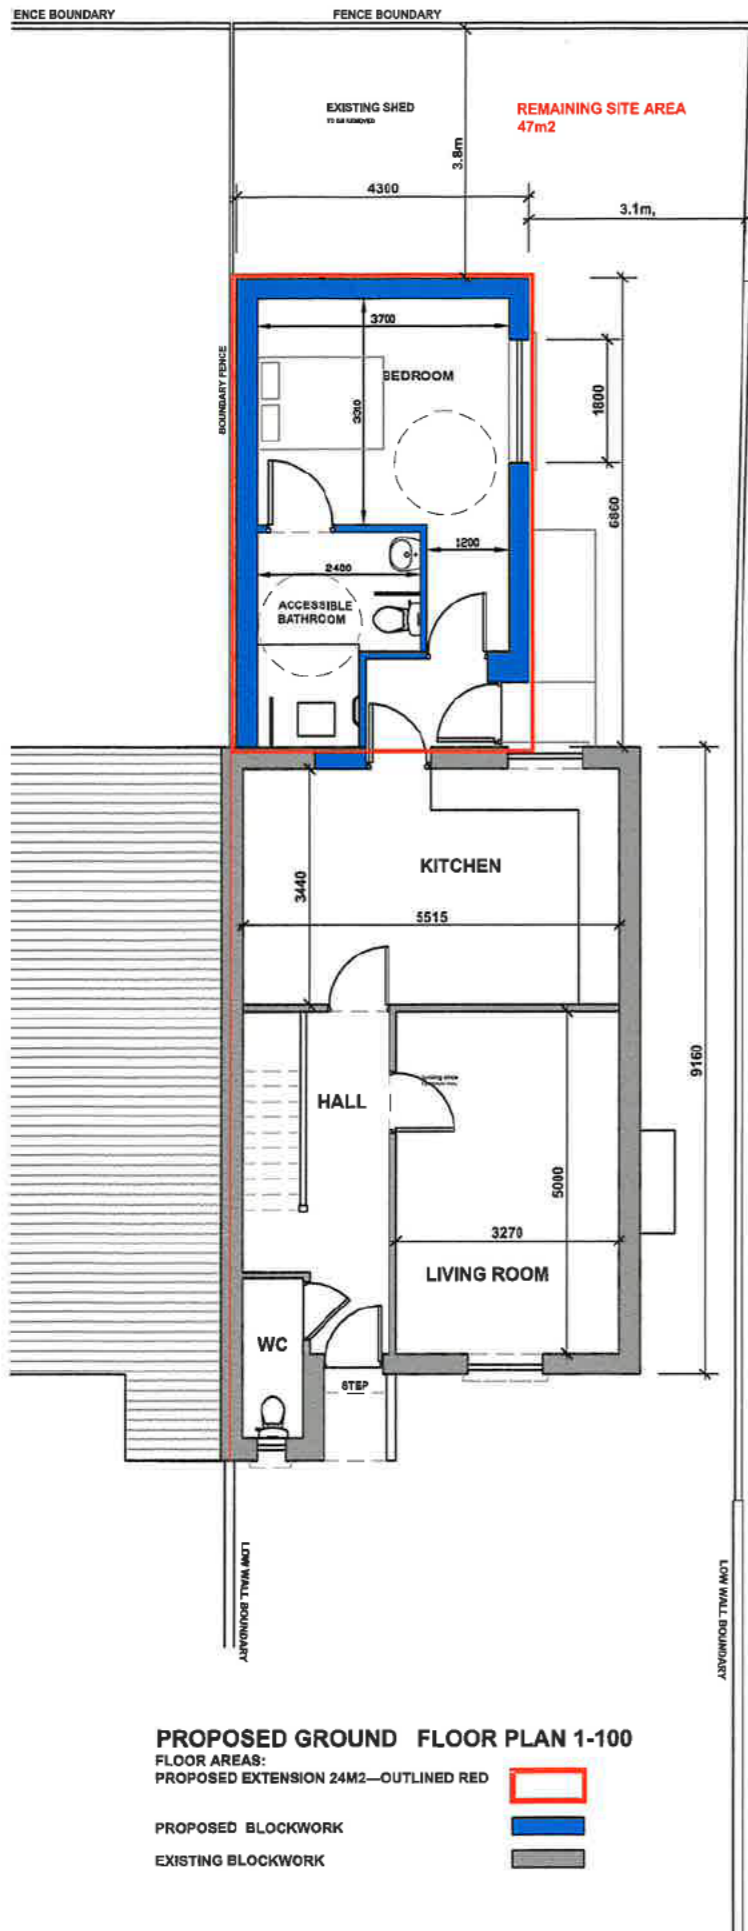 ENCE BOUNDARY
FENCE BOUNDARY
EXISTING SHED
TO BE REMOVED
REMAINING SITE AREA
47m2
3.8m
4300
3.1m,
3700
BOUNDARY FENCE
BEDROOM
1800
6860
1200
2400
ACCESSIBLE
BATHROOM
KITCHEN
3440
5515
9160
HALL
5000
3270
LIVING ROOM
WC
STEP
LOW WALL BOUNDARY
LOW WALL BOUNDARY
PROPOSED GROUND FLOOR PLAN 1-100
FLOOR AREAS:
PROPOSED EXTENSION 24M2—OUTLINED RED
PROPOSED BLOCKWORK
EXISTING BLOCKWORK